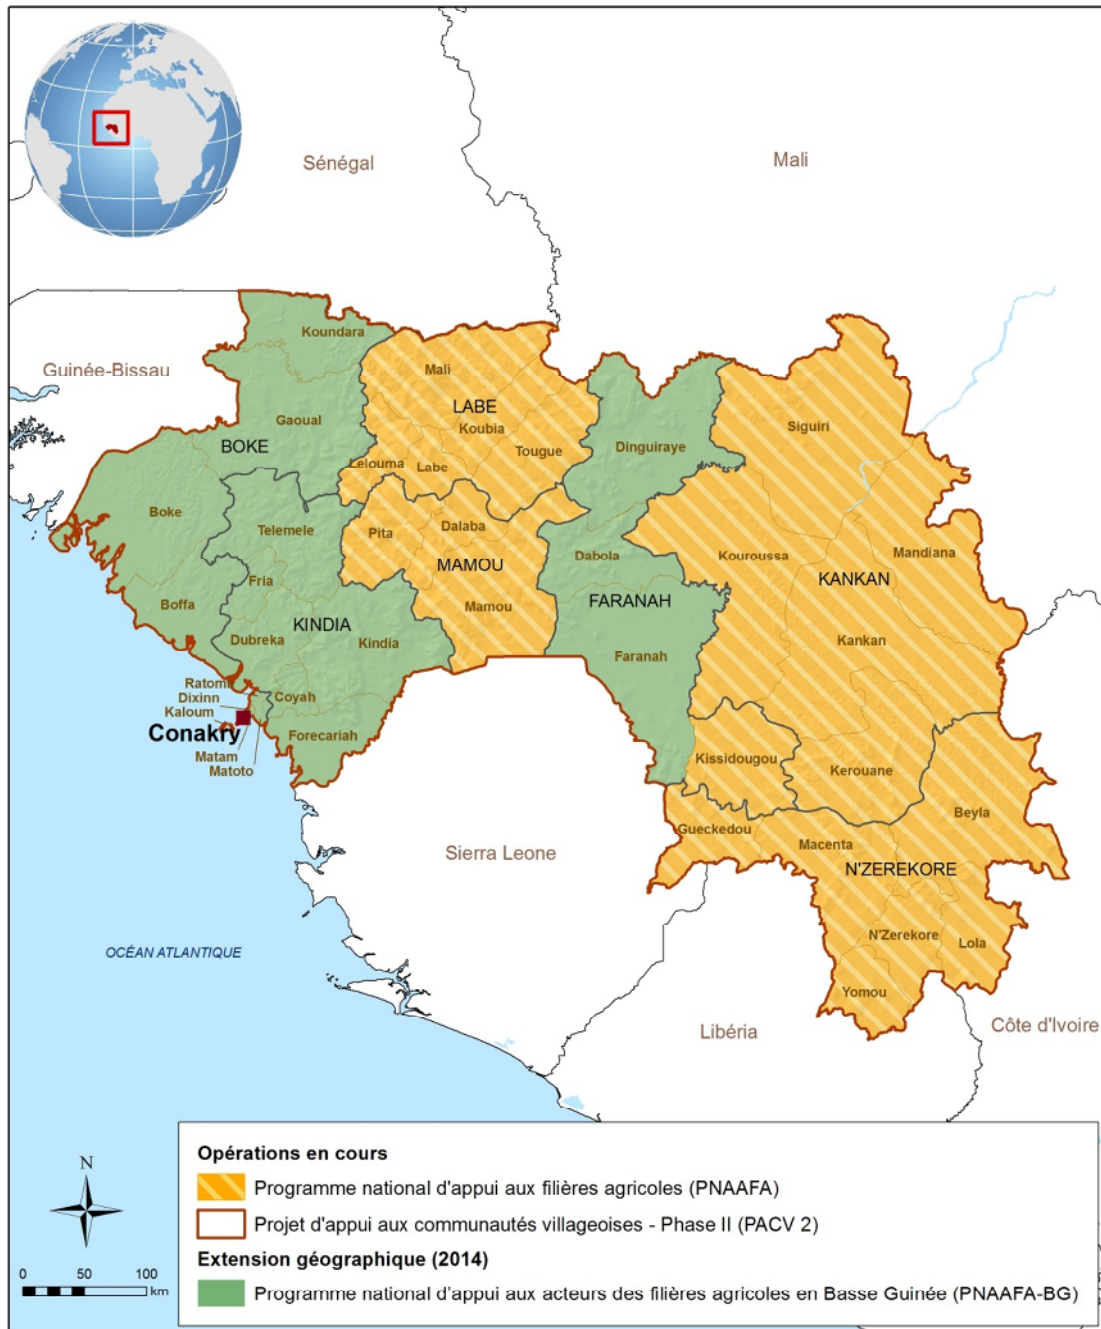 Sénégal
Mali
Guinée-Bissau
Koundara
Mali
LABE
Koubia
Gaoual
BOKE
Siguiri
Tougue
Dinguiraye
Lelouma
Labe
Boke
Telemele
Pita
Dalaba
Dabola
Kouroussa
Mandiana
MAMOU
KANKAN
Fria
Boffa
Mamou
FARANAH
KINDIA
Dubreka
Kindia
Kankan
Faranah
Ratoma
Dixinn
Coyah
Kaloum
Conakry
Forecariah
Matam
Matoto
Kissidougou
Kerouane
Beyla
Gueckedou
Macenta
Sierra Leone
N'ZEREKORE
N'Zerekore
Lola
OCÉAN ATLANTIQUE
Yomou
Libéria
Côte d'Ivoire
Opérations en cours
Programme national d'appui aux filières agricoles (PNAAFA)
Projet d'appui aux communautés villageoises - Phase II (PACV 2)
Extension géographique (2014)
Programme national d'appui aux acteurs des filières agricoles en Basse Guinée (PNAAFA-BG)
N
0 50 100
km